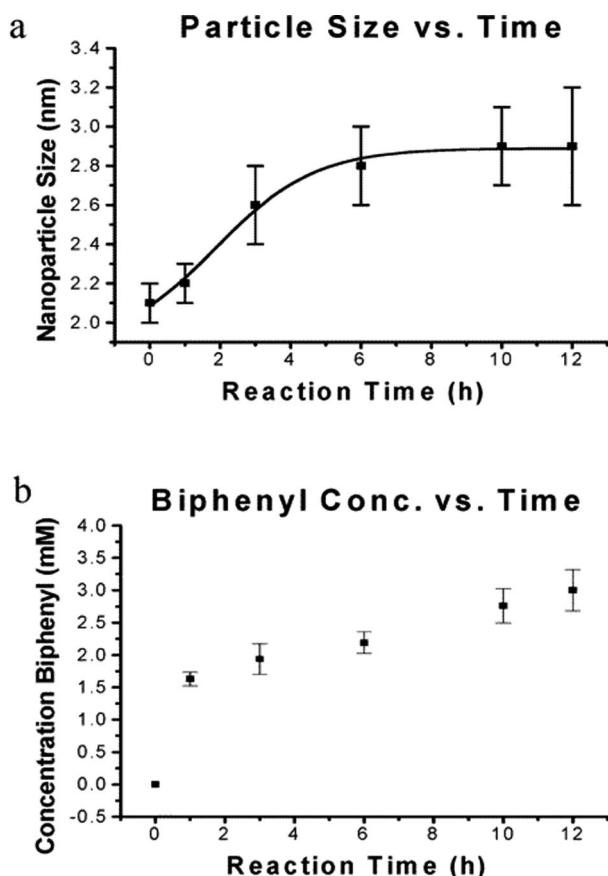 a
Particle Size vs. Time
Nanoparticle Size (nm)
3.4
3.2
3.0
2.8
2.6
2.4
2.2
2.0
0 2 4 6 8 10 12
Reaction Time (h)
b
Biphenyl Conc. vs. Time
Concentration Biphenyl (mM)
4.0
3.5
3.0
2.5
2.0
1.5
1.0
0.5
0.0
-0.5
0 2 4 6 8 10 12
Reaction Time (h)